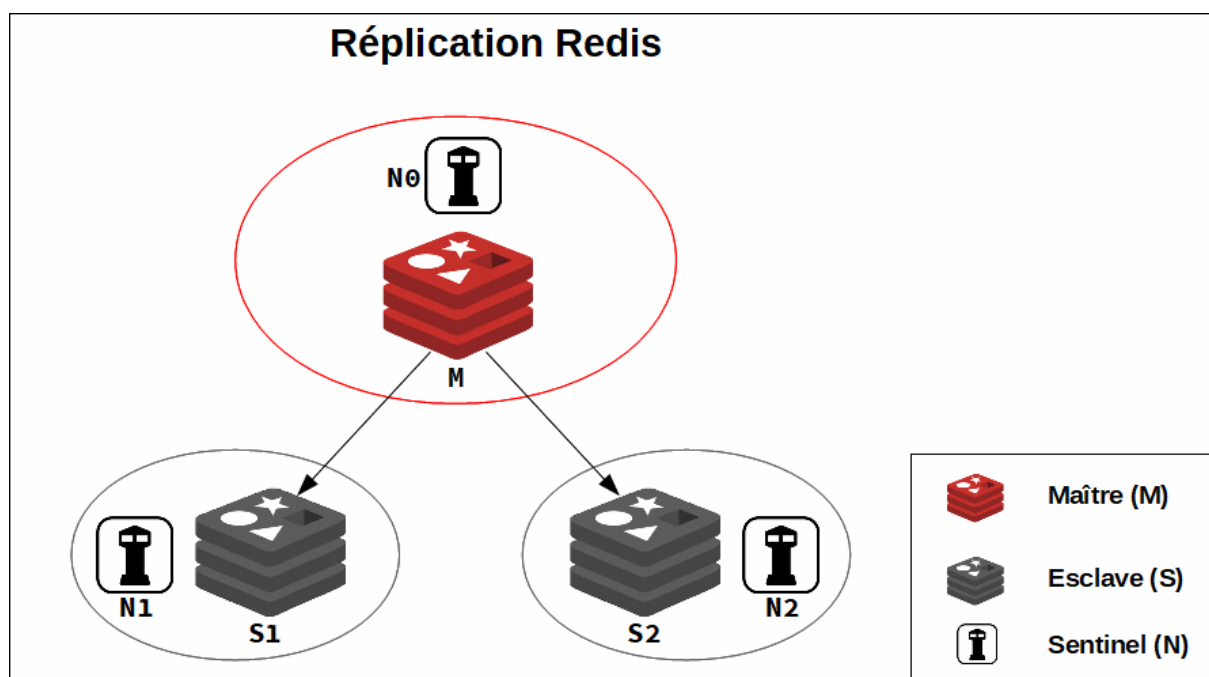 Réplication Redis
N0
M
N1
S1
S2
N2
Maître (M)
Esclave (S)
Sentinel (N)